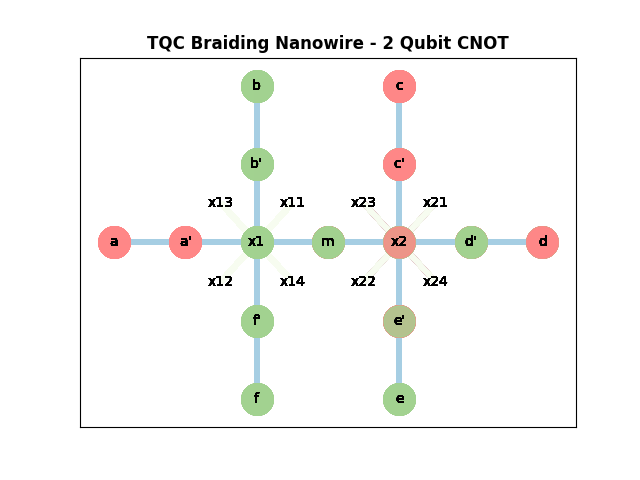 TQC Braiding Nanowire - 2 Qubit CNOT
b c
b' c'
x13 x11 x23 x21
a a' x1 m x2 d' d
x12 x14 x22 x24
f' e'
f e